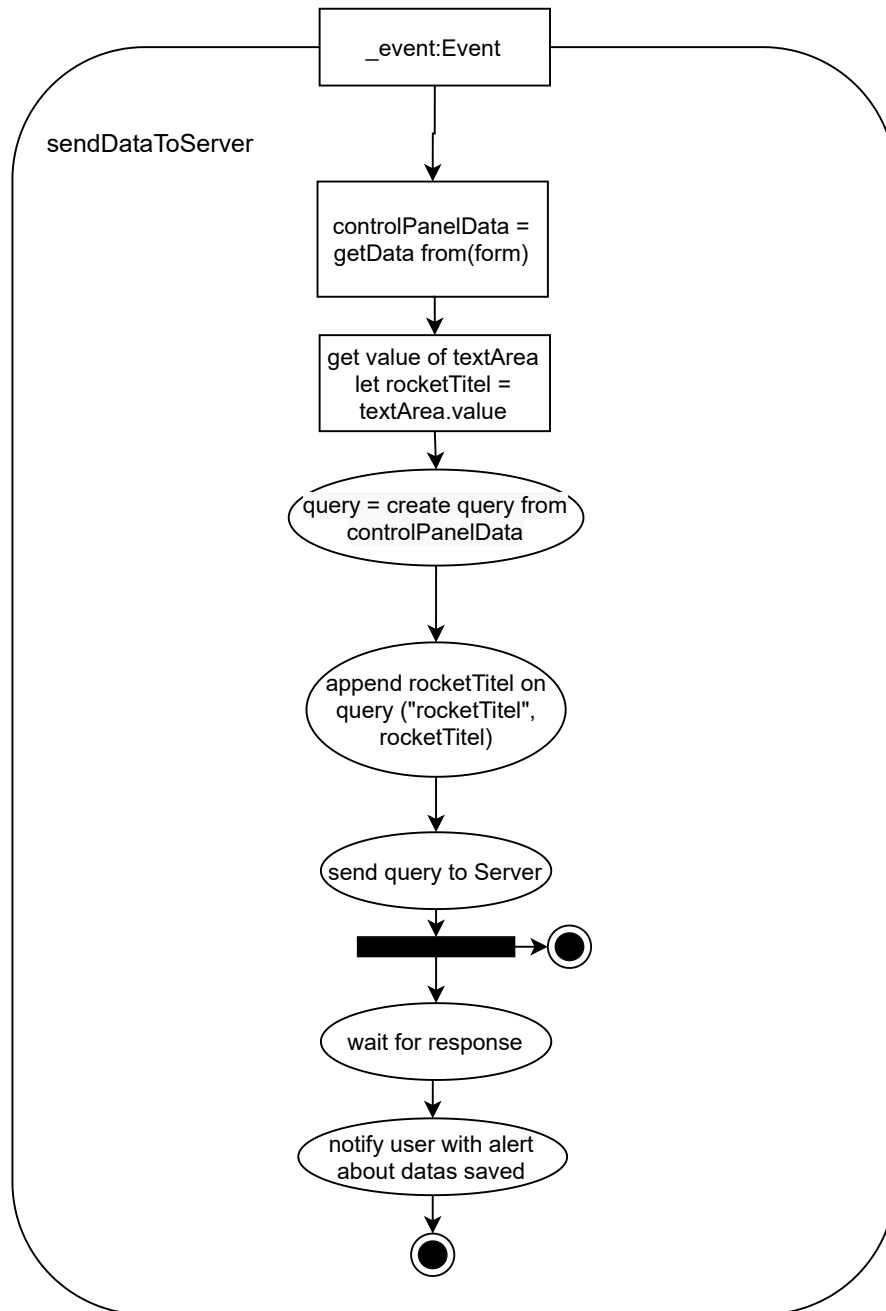 _event:Event
sendDataToServer
controlPanelData =
getData from(form)
get value of textArea
let rocketTitel =
textArea.value
query = create query from
controlPanelData
append rocketTitel on
query ("rocketTitel",
rocketTitel)
send query to Server
wait for response
notify user with alert
about datas saved